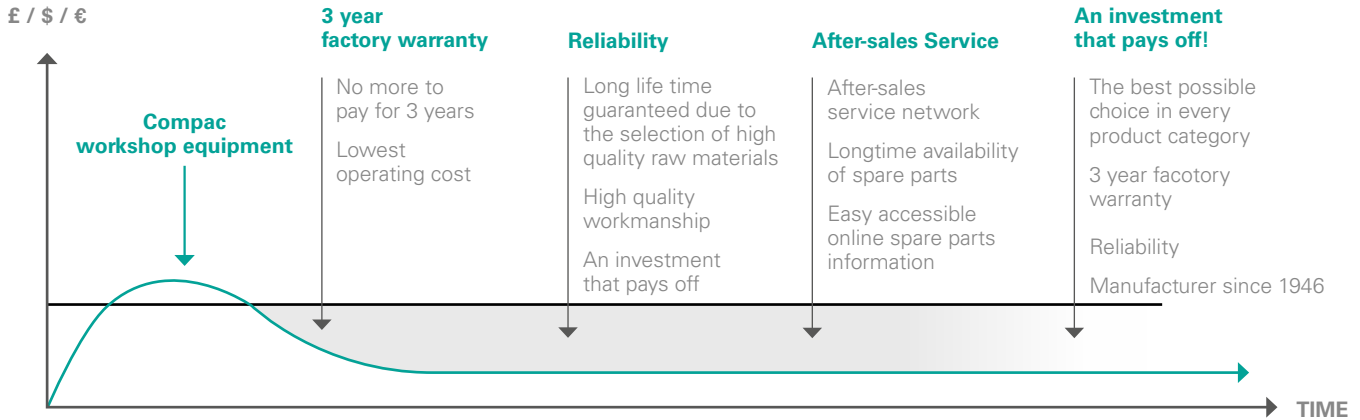 £ / $ / €
Compac
workshop equipment
3 year
factory warranty
No more to
pay for 3 years
Lowest
operating cost
Reliability
Long life time
guaranteed due to
the selection of high
quality raw materials
High quality
workmanship
An investment
that pays off
After-sales Service
After-sales
service network
Longtime availability
of spare parts
Easy accessible
online spare parts
information
An investment
that pays off!
The best possible
choice in every
product category
3 year facotory
warranty
Reliability
Manufacturer since 1946
TIME